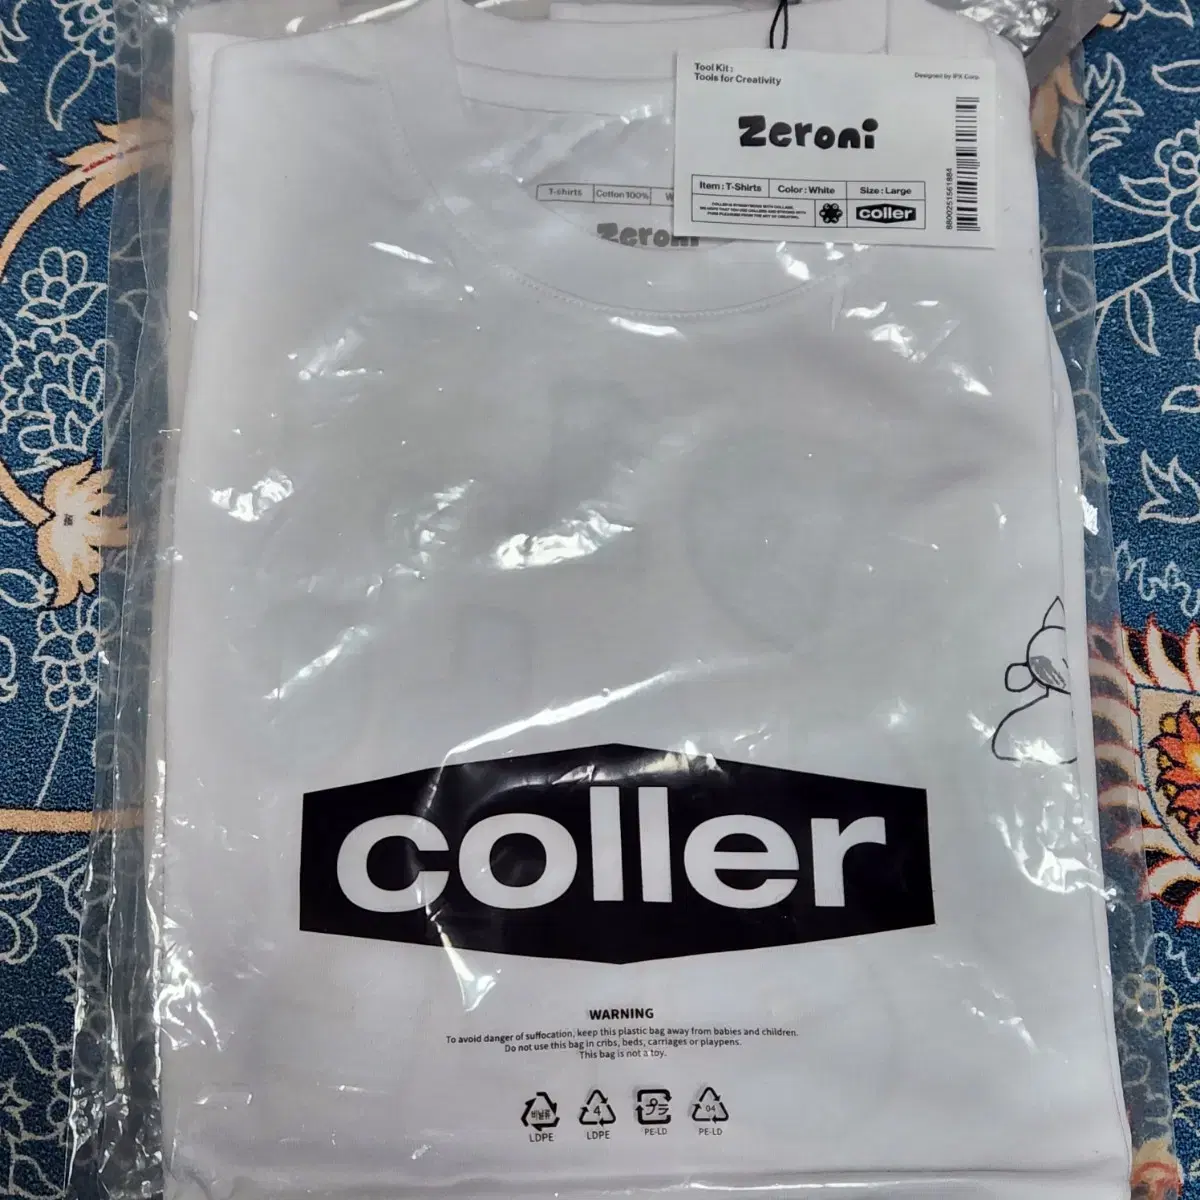 Tool Kit :
Tools for Creativity
Designed by IPX Corp.
Zeroni
Item : T-Shirts
Color : White
Size : Large
coller
8800251561884
T-shirts
Cotton 100%
W
Zeroni
coller
WARNING
To avoid danger of suffocation, keep this plastic bag away from babies and children.
Do not use this bag in cribs, beds, carriages or playpens.
This bag is not a toy.
비닐류
4
プラ
04
LDPE
LDPE
PE-LD
PE-LD